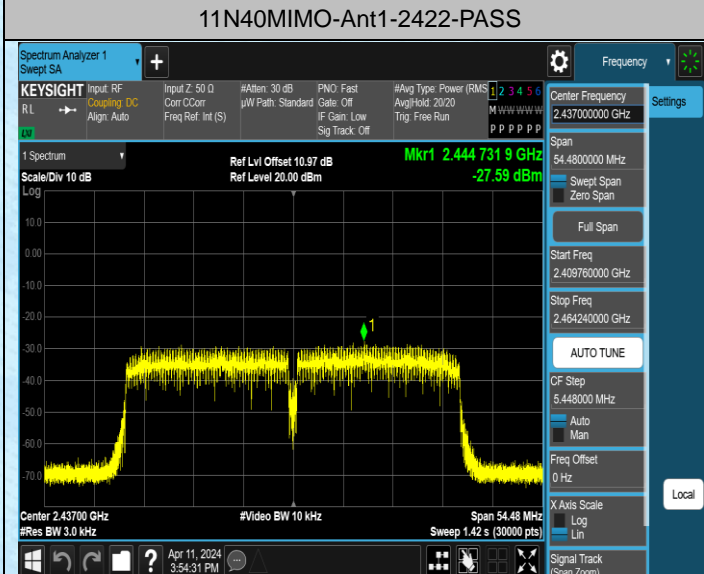 11N40MIMO-Ant1-2422-PASS
Spectrum Analyzer 1
Swept SA
+
Frequency
KEYSIGHT
RL
LXI
Input: RF
Coupling: DC
Align: Auto
Input Z: 50 Ω
Corr CCorr
Freq Ref: Int (S)
#Atten: 30 dB
µW Path: Standard
PNO: Fast
Gate: Off
IF Gain: Low
Sig Track: Off
#Avg Type: Power (RMS
Avg|Hold: 20/20
Trig: Free Run
1 2 3 4 5 6
M W W W W W
P P P P P P
1 Spectrum
Scale/Div 10 dB
Log
Ref Lvl Offset 10.97 dB
Ref Level 20.00 dBm
Mkr1 2.444 731 9 GHz
-27.59 dBm
10.0
0.00
-10.0
-20.0
-30.0
-40.0
-50.0
-60.0
-70.0
1
Center 2.43700 GHz
#Res BW 3.0 kHz
#Video BW 10 kHz
Span 54.48 MHz
Sweep 1.42 s (30000 pts)
?
Apr 11, 2024
3:54:31 PM
Center Frequency
2.437000000 GHz
Settings
Span
54.4800000 MHz
Swept Span
Zero Span
Full Span
Start Freq
2.409760000 GHz
Stop Freq
2.464240000 GHz
AUTO TUNE
CF Step
5.448000 MHz
Auto
Man
Freq Offset
0 Hz
X Axis Scale
Log
Lin
Local
Signal Track
(Span Zoom)